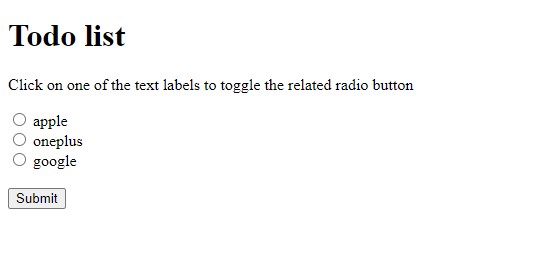 Todo list
Click on one of the text labels to toggle the related radio button
apple
oneplus
google
Submit